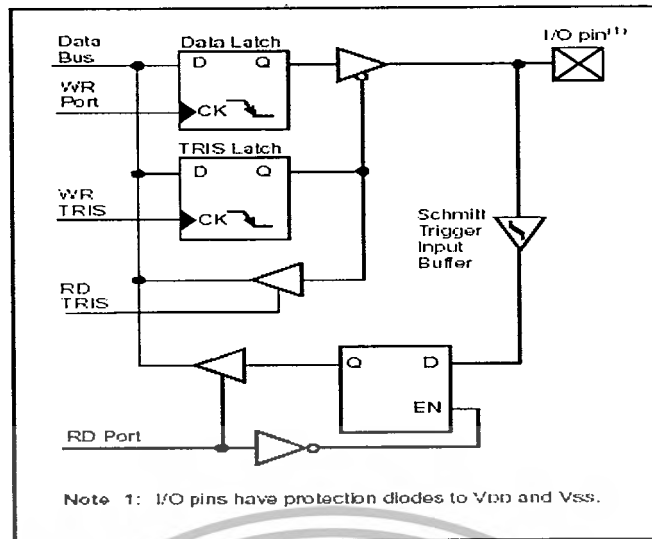 Data Bus
Data Latch
I/O pin(1)
D Q
WR Port
CK
TRIS Latch
D Q
WR TRIS
CK
Schmitt Trigger Input Buffer
RD TRIS
Q D
EN
RD Port
Note 1: I/O pins have protection diodes to VDD and VSS.